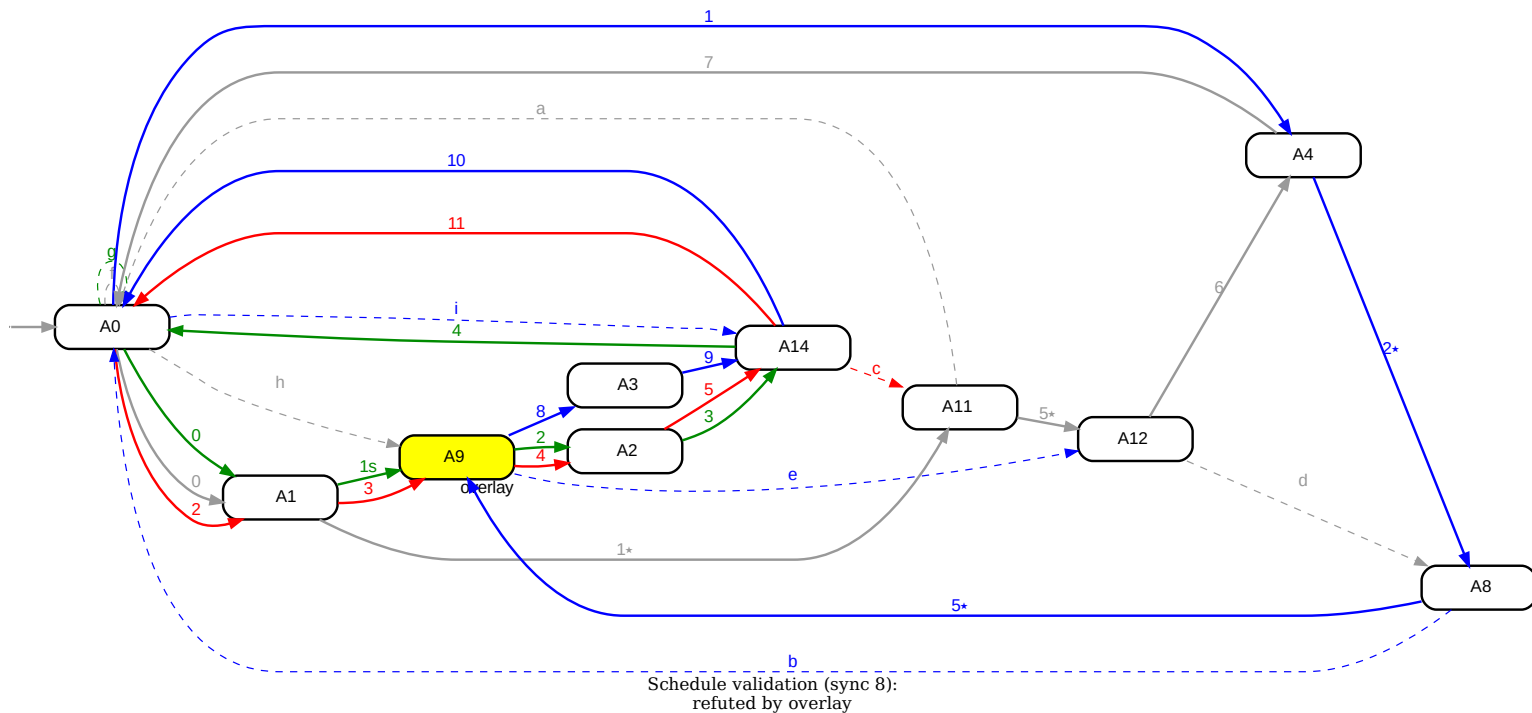 1
7
a
A4
10
11
g
A0
i
4
6
2⋆
A14
9
c
A3
h
8
5
A11
5⋆
3
A12
0
2
A2
A9
4
1s
e
d
0
A1
3
overlay
2
1⋆
A8
5⋆
b
Schedule validation (sync 8):
refuted by overlay